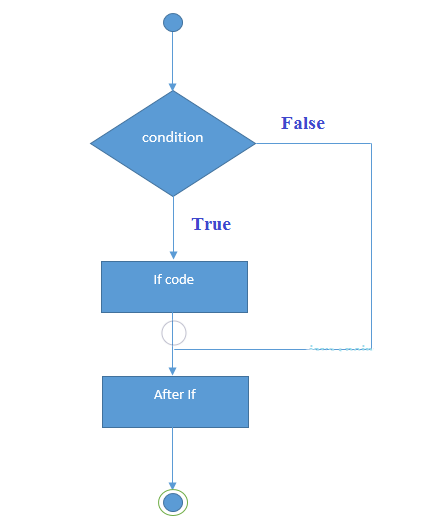 condition
False
True
If code
After If